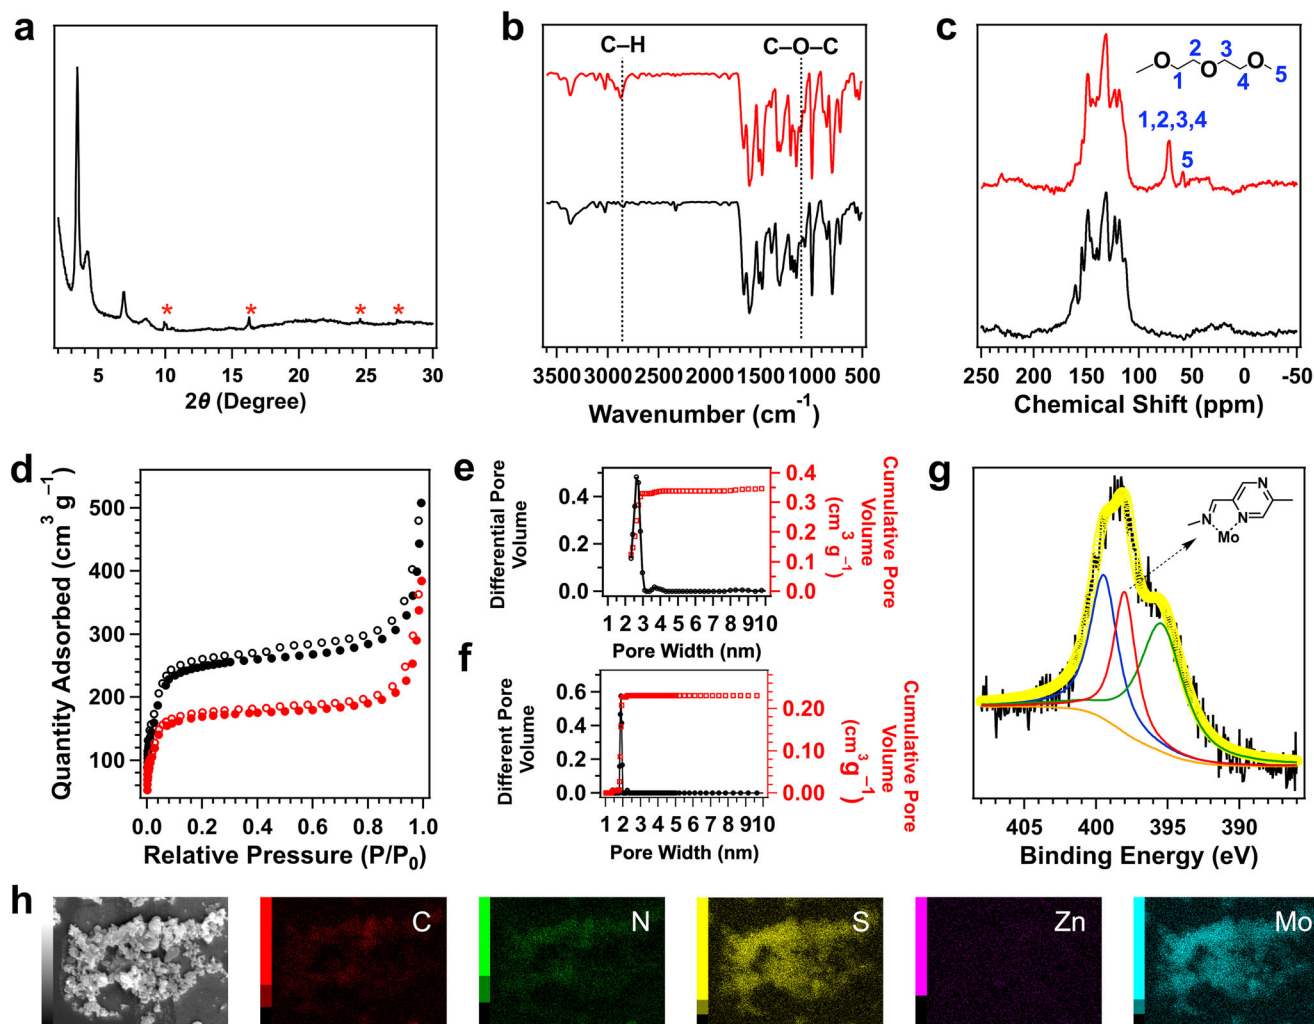 a
*
*
*
*
5
10
15
20
25
30
2θ (Degree)
b
C–H
C–O–C
3500
3000
2500
2000
1500
1000
500
Wavenumber (cm⁻¹)
c
O
O
O
1
2
3
4
5
1,2,3,4
5
250
200
150
100
50
0
-50
Chemical Shift (ppm)
d
Quantity Adsorbed (cm³ g⁻¹)
500
400
300
200
100
0.0
0.2
0.4
0.6
0.8
1.0
Relative Pressure (P/P₀)
e
Differential Pore
Volume
0.4
0.2
0.0
0.4
0.3
0.2
0.1
0.0
Cumulative Pore
Volume
(cm³ g⁻¹)
1 2 3 4 5 6 7 8 9 10
Pore Width (nm)
f
Different Pore
Volume
0.6
0.4
0.2
0.0
0.20
0.10
0.00
Cumulative Pore
Volume
(cm³ g⁻¹)
1 2 3 4 5 6 7 8 9 10
Pore Width (nm)
g
N
N
N
Mo
405
400
395
390
Binding Energy (eV)
h
C
N
S
Zn
Mo